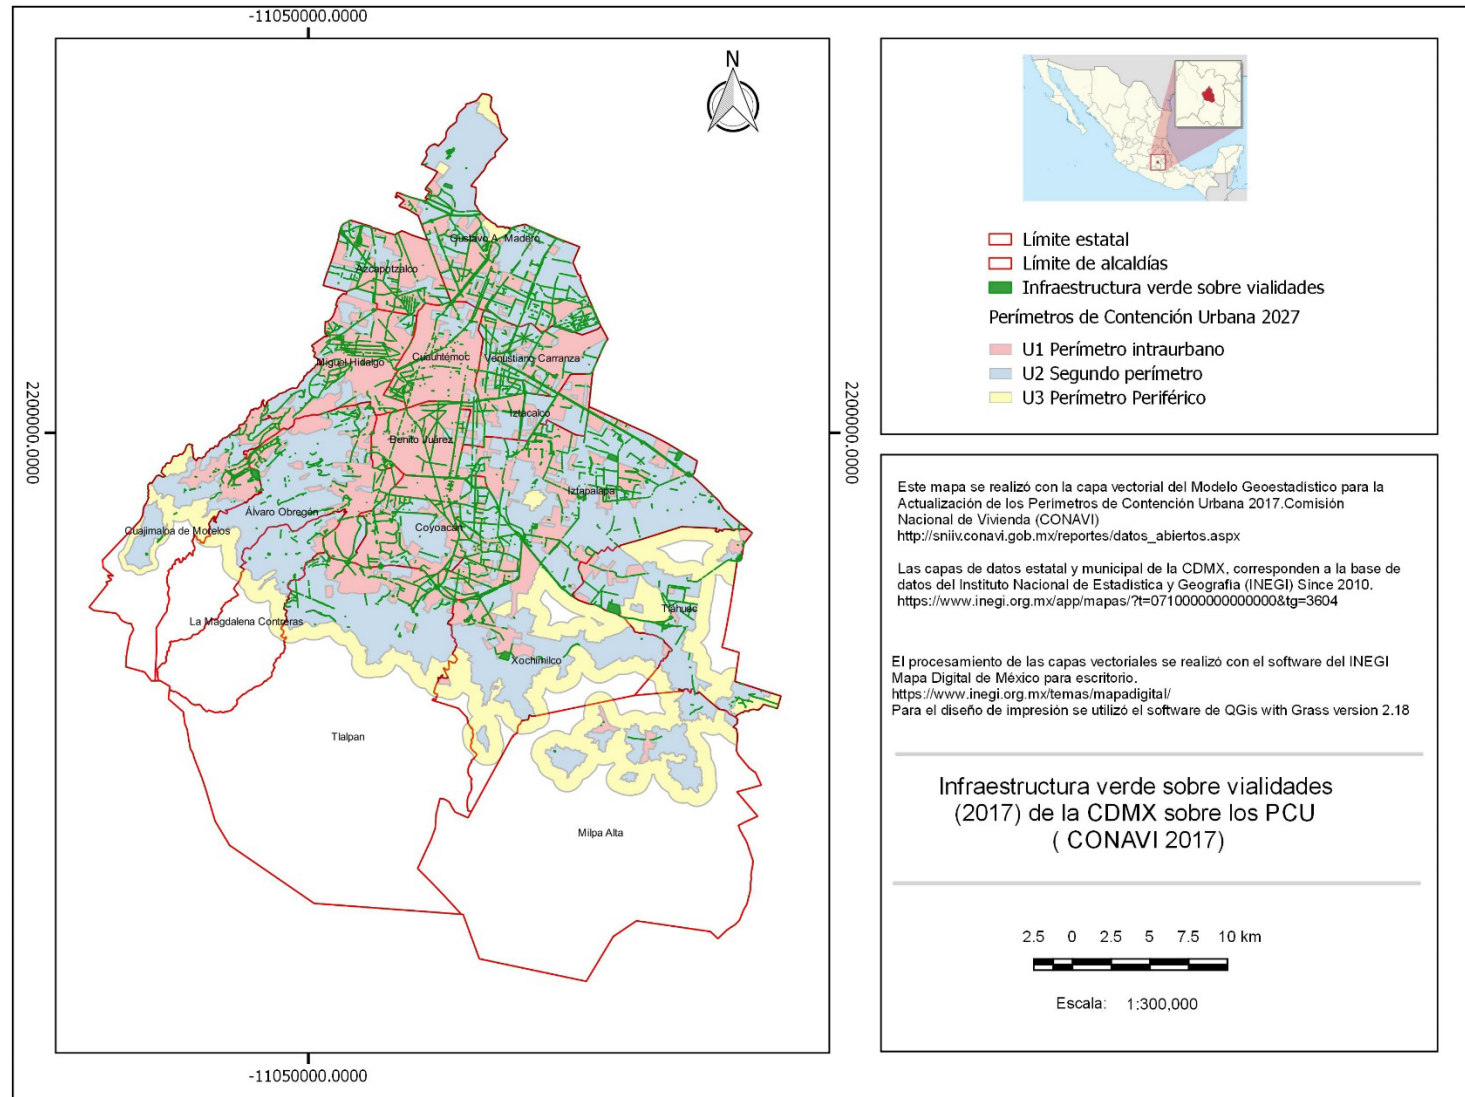 -11050000.0000
N
Gustavo A. Madero
Azcapotzalco
Miguel Hidalgo
Cuauhtémoc
Venustiano Carranza
2200000.0000
2200000.0000
Iztacalco
Benito Juárez
Iztapalapa
Álvaro Obregón
Coyoacán
Cuajimalpa de Morelos
Tláhuac
La Magdalena Contreras
Xochimilco
Tlalpan
Milpa Alta
-11050000.0000
Límite estatal
Límite de alcaldías
Infraestructura verde sobre vialidades
Perímetros de Contención Urbana 2027
U1 Perímetro intraurbano
U2 Segundo perímetro
U3 Perímetro Periférico
Este mapa se realizó con la capa vectorial del Modelo Geoestadístico para la
Actualización de los Perímetros de Contención Urbana 2017.Comisión
Nacional de Vivienda (CONAVI)
http://sniiv.conavi.gob.mx/reportes/datos_abiertos.aspx
Las capas de datos estatal y municipal de la CDMX, corresponden a la base de
datos del Instituto Nacional de Estadística y Geografía (INEGI) Since 2010.
https://www.inegi.org.mx/app/mapas/?t=0710000000000000&tg=3604
El procesamiento de las capas vectoriales se realizó con el software del INEGI
Mapa Digital de México para escritorio.
https://www.inegi.org.mx/temas/mapadigital/
Para el diseño de impresión se utilizó el software de QGis with Grass version 2.18
Infraestructura verde sobre vialidades
(2017) de la CDMX sobre los PCU
( CONAVI 2017)
2.5 0 2.5 5 7.5 10 km
Escala: 1:300,000